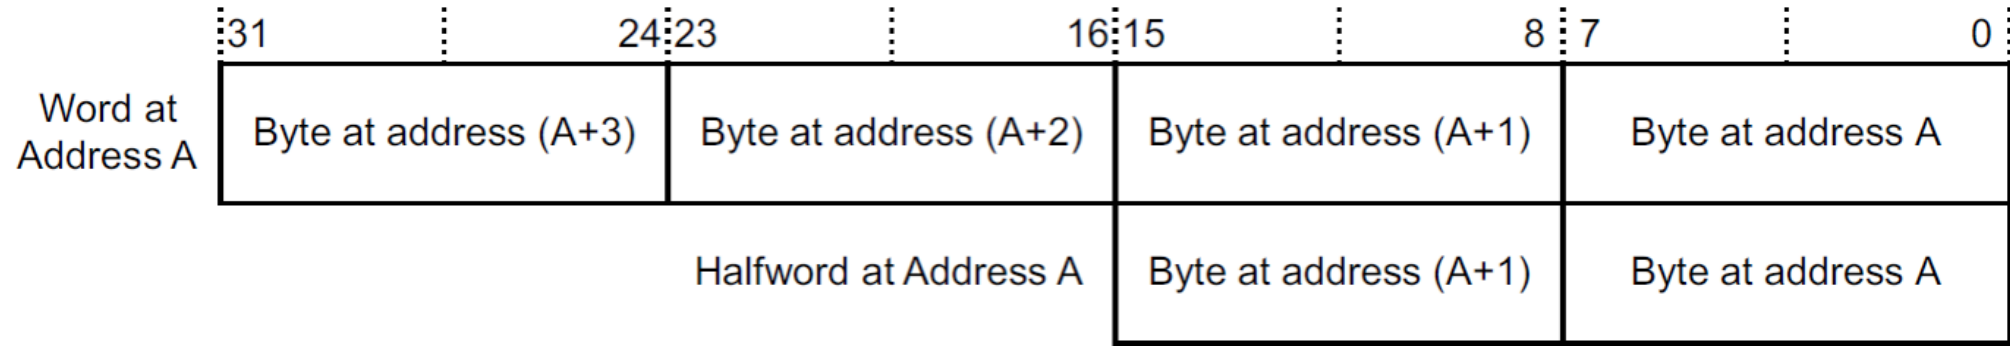 31 24 23 16 15 8 7 0
Word at
Address A
Byte at address (A+3) Byte at address (A+2) Byte at address (A+1) Byte at address A
Halfword at Address A Byte at address (A+1) Byte at address A